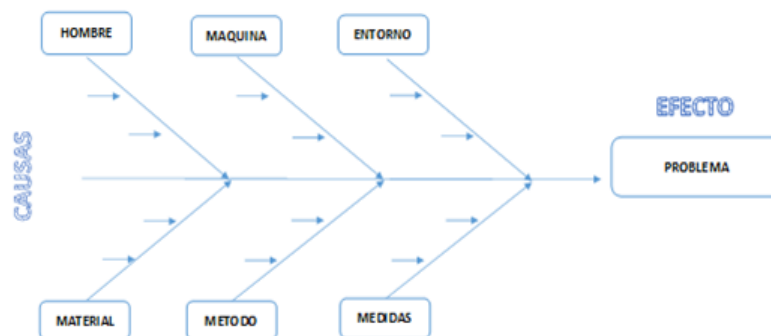 HOMBRE
MAQUINA
ENTORNO
EFECTO
CAUSAS
PROBLEMA
MATERIAL
METODO
MEDIDAS